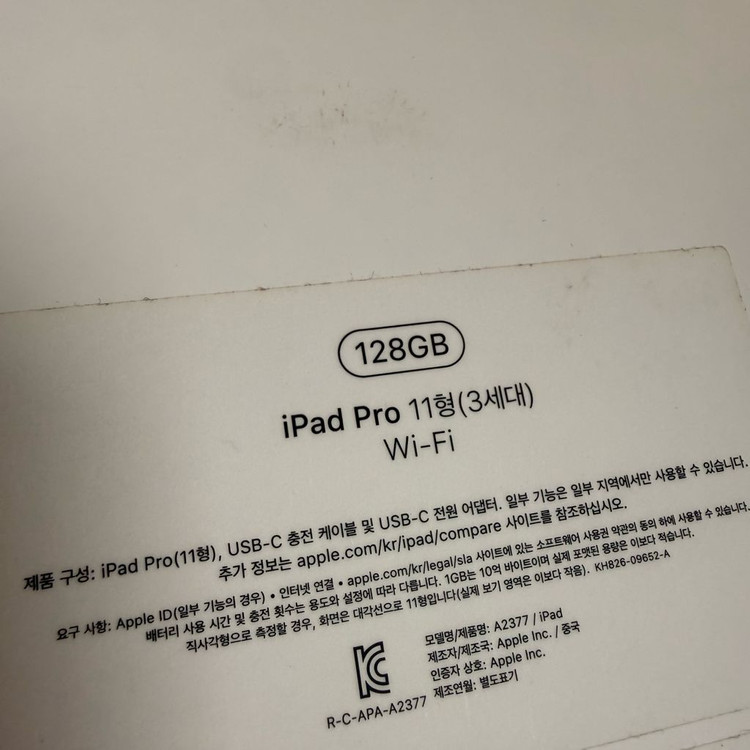 128GB
iPad Pro 11형(3세대)
Wi-Fi
제품 구성: iPad Pro(11형), USB-C 충전 케이블 및 USB-C 전원 어댑터. 일부 기능은 일부 지역에서만 사용할 수 있습니다.
추가 정보는 apple.com/kr/ipad/compare 사이트를 참조하십시오.
요구 사항: Apple ID(일부 기능의 경우) • 인터넷 연결 • apple.com/kr/legal/sla 사이트에 있는 소프트웨어 사용권 약관의 동의 하에 사용할 수 있습니다.
배터리 사용 시간 및 충전 횟수는 용도와 설정에 따라 다릅니다. 1GB는 10억 바이트이며 실제 포맷된 용량은 이보다 적습니다.
직사각형으로 측정할 경우, 화면은 대각선으로 11형입니다(실제 보기 영역은 이보다 작음). KH826-09652-A
모델명/제품명: A2377 / iPad
제조자/제조국: Apple Inc. / 중국
인증자 상호: Apple Inc.
제조연월: 별도표기
R-C-APA-A2377